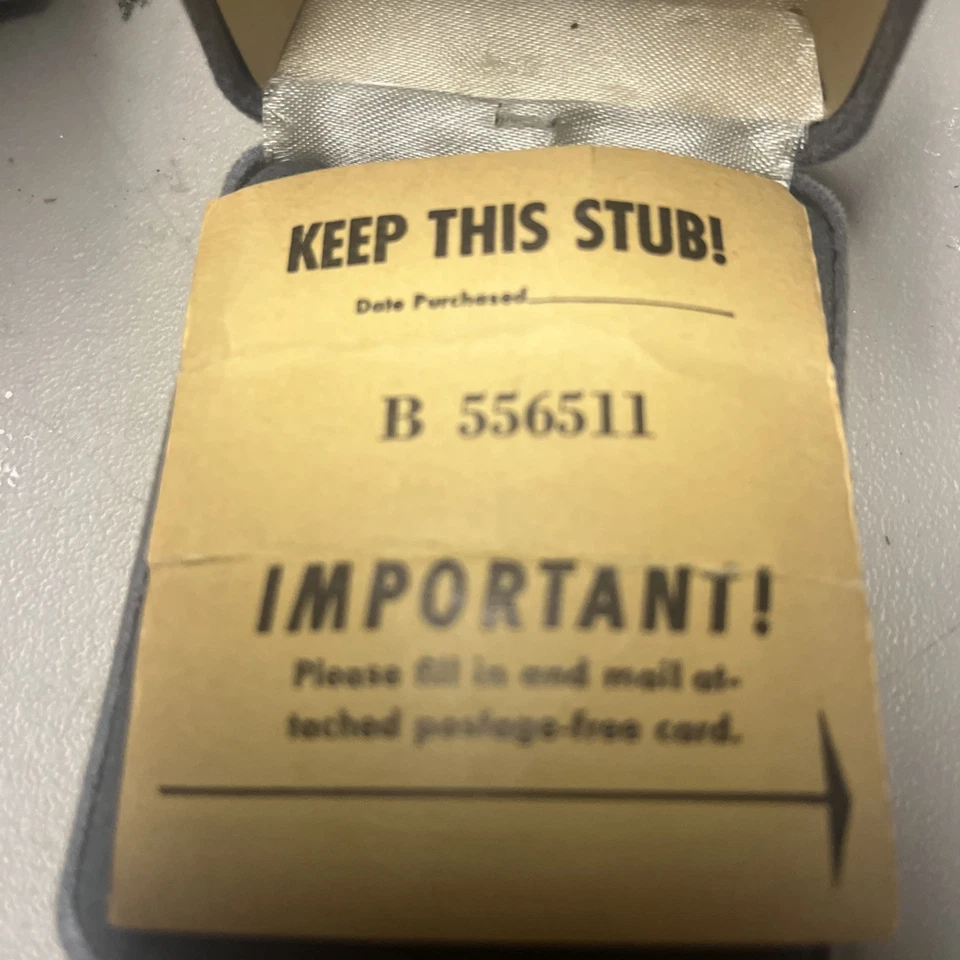 KEEP THIS STUB!
Date Purchased
B 556511
IMPORTANT!
Please fill in and mail at-
tached postage-free card.